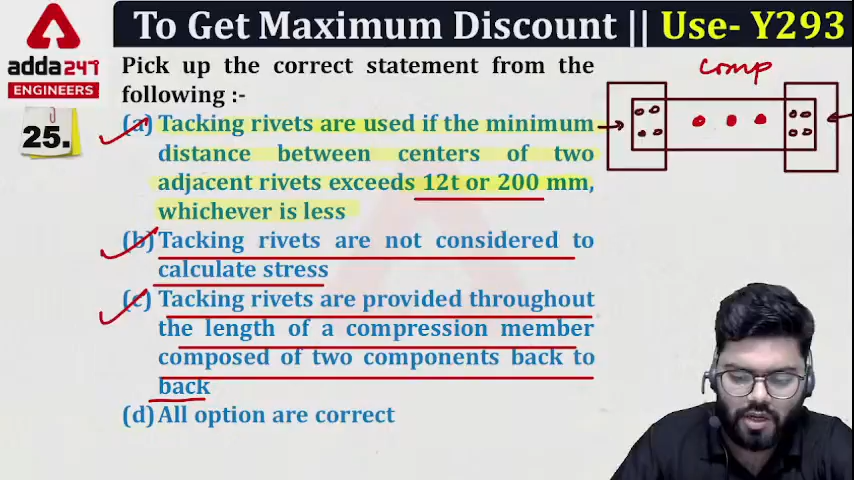 To Get Maximum Discount || Use- Y293
adda247
ENGINEERS
25.
Pick up the correct statement from the
following :-
(a) Tacking rivets are used if the minimum
distance between centers of two
adjacent rivets exceeds 12t or 200 mm,
whichever is less
(b) Tacking rivets are not considered to
calculate stress
(c) Tacking rivets are provided throughout
the length of a compression member
composed of two components back to
back
(d) All option are correct
comp